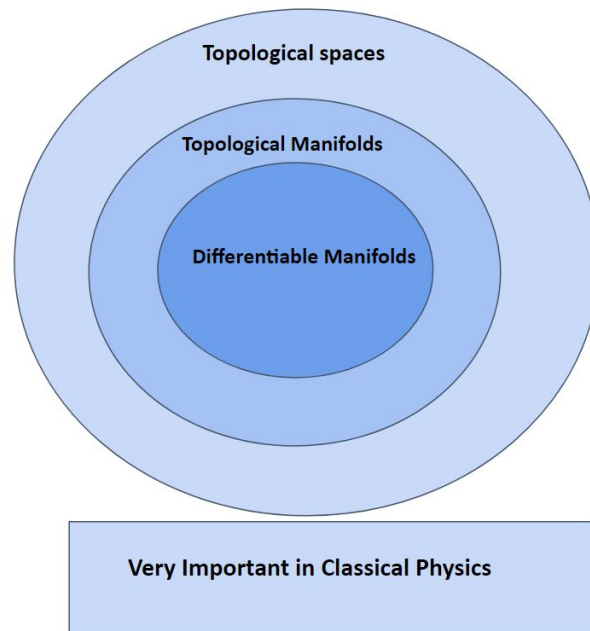 Topological spaces
Topological Manifolds
Differentiable Manifolds
Very Important in Classical Physics